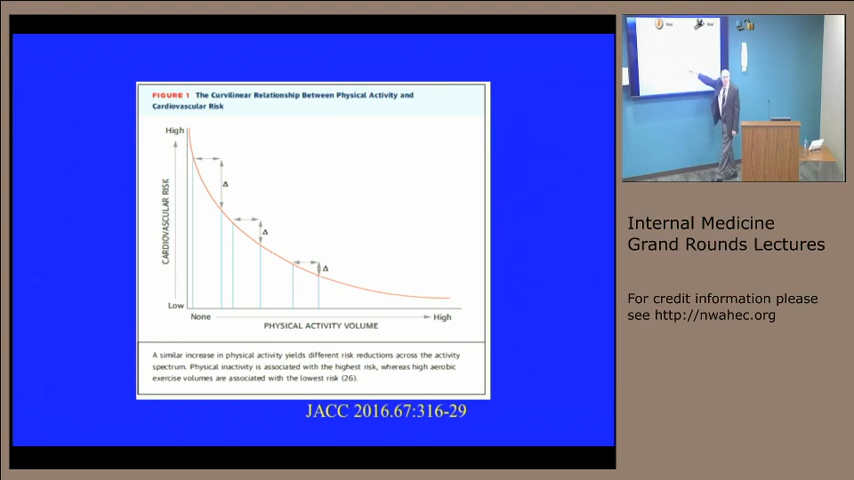 FIGURE 1 The Curvilinear Relationship Between Physical Activity and
Cardiovascular Risk
High
Δ
Δ
Δ
CARDIOVASCULAR RISK
Low
None
High
PHYSICAL ACTIVITY VOLUME
A similar increase in physical activity yields different risk reductions across the activity
spectrum. Physical inactivity is associated with the highest risk, whereas high aerobic
exercise volumes are associated with the lowest risk (26).
JACC 2016.67:316-29
Internal Medicine
Grand Rounds Lectures
For credit information please
see http://nwahec.org